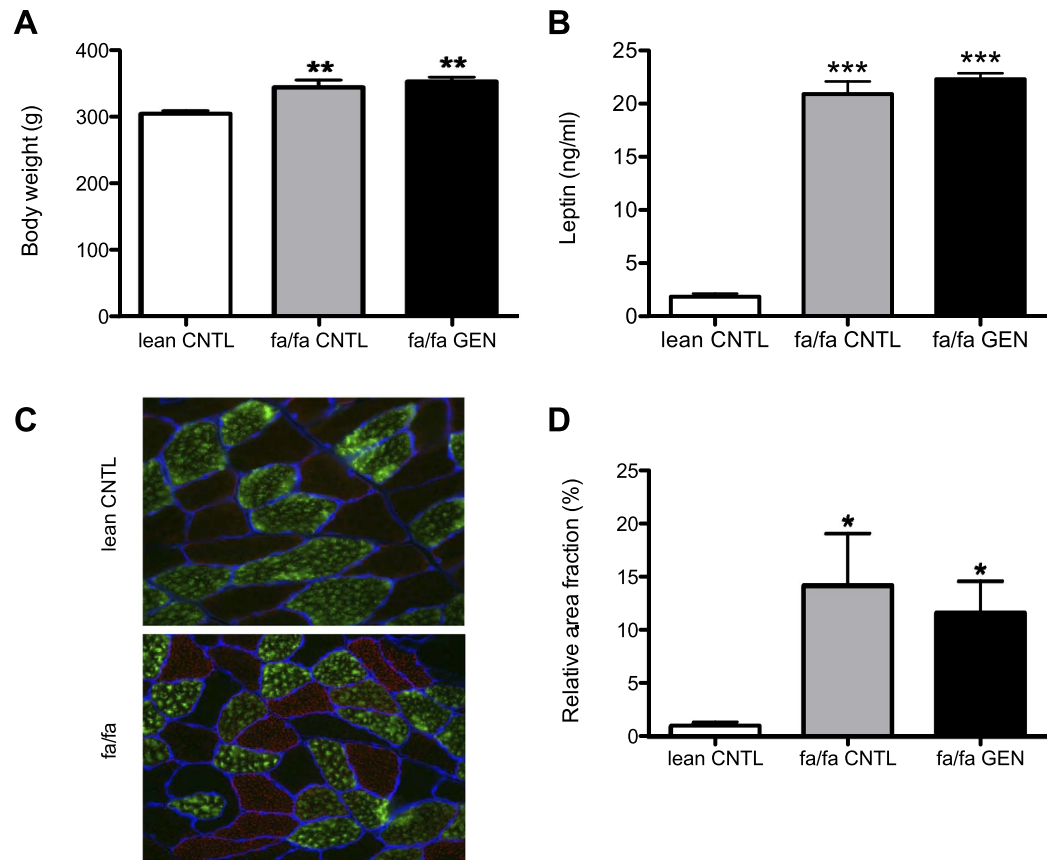 A
Body weight (g)
400
300
200
100
0
**
**
lean CNTL
fa/fa CNTL
fa/fa GEN
B
Leptin (ng/ml)
25
20
15
10
5
0
***
***
lean CNTL
fa/fa CNTL
fa/fa GEN
C
lean CNTL
fa/fa
D
Relative area fraction (%)
25
20
15
10
5
0
*
*
lean CNTL
fa/fa CNTL
fa/fa GEN